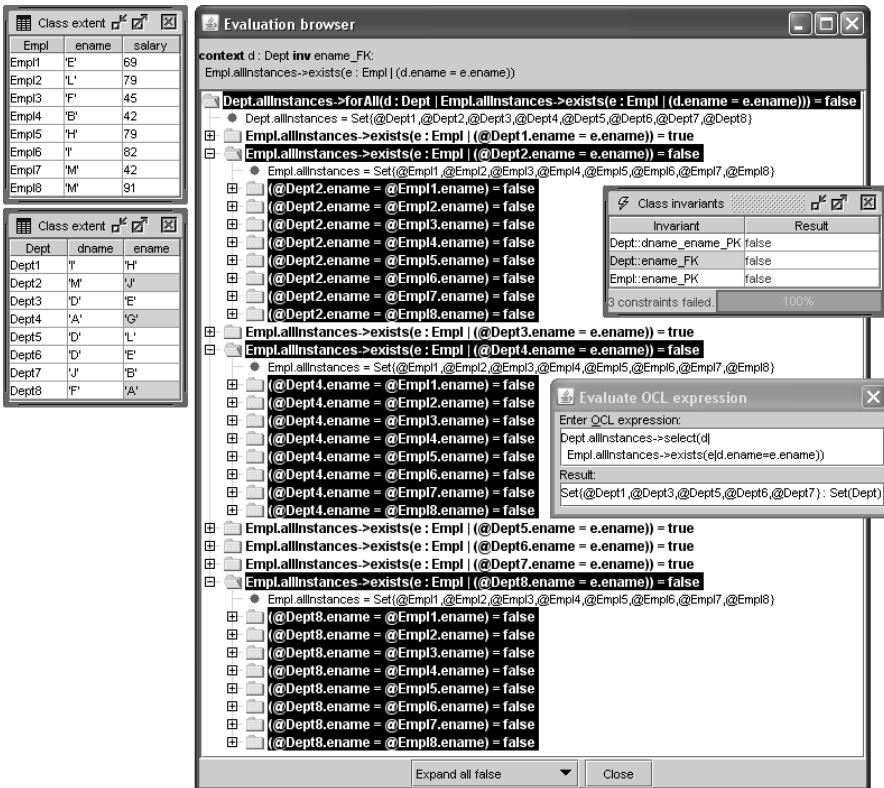 Class extent
Empl ename salary
Empl1 'E' 69
Empl2 'L' 79
Empl3 'F' 45
Empl4 'B' 42
Empl5 'H' 79
Empl6 'I' 82
Empl7 'M' 42
Empl8 'M' 91
Class extent
Dept dname ename
Dept1 'I' 'H'
Dept2 'M' 'J'
Dept3 'D' 'E'
Dept4 'A' 'G'
Dept5 'D' 'L'
Dept6 'D' 'E'
Dept7 'J' 'B'
Dept8 'F' 'A'
Evaluation browser
context d : Dept inv ename_FK:
Empl.allInstances->exists(e : Empl | (d.ename = e.ename))
Dept.allInstances->forAll(d : Dept | Empl.allInstances->exists(e : Empl | (d.ename = e.ename))) = false
Dept.allInstances = Set{@Dept1,@Dept2,@Dept3,@Dept4,@Dept5,@Dept6,@Dept7,@Dept8}
Empl.allInstances->exists(e : Empl | (@Dept1.ename = e.ename)) = true
Empl.allInstances->exists(e : Empl | (@Dept2.ename = e.ename)) = false
Empl.allInstances = Set{@Empl1,@Empl2,@Empl3,@Empl4,@Empl5,@Empl6,@Empl7,@Empl8}
(@Dept2.ename = @Empl1.ename) = false
(@Dept2.ename = @Empl2.ename) = false
(@Dept2.ename = @Empl3.ename) = false
(@Dept2.ename = @Empl4.ename) = false
(@Dept2.ename = @Empl5.ename) = false
(@Dept2.ename = @Empl6.ename) = false
(@Dept2.ename = @Empl7.ename) = false
(@Dept2.ename = @Empl8.ename) = false
Empl.allInstances->exists(e : Empl | (@Dept3.ename = e.ename)) = true
Empl.allInstances->exists(e : Empl | (@Dept4.ename = e.ename)) = false
Empl.allInstances = Set{@Empl1,@Empl2,@Empl3,@Empl4,@Empl5,@Empl6,@Empl7,@Empl8}
(@Dept4.ename = @Empl1.ename) = false
(@Dept4.ename = @Empl2.ename) = false
(@Dept4.ename = @Empl3.ename) = false
(@Dept4.ename = @Empl4.ename) = false
(@Dept4.ename = @Empl5.ename) = false
(@Dept4.ename = @Empl6.ename) = false
(@Dept4.ename = @Empl7.ename) = false
(@Dept4.ename = @Empl8.ename) = false
Empl.allInstances->exists(e : Empl | (@Dept5.ename = e.ename)) = true
Empl.allInstances->exists(e : Empl | (@Dept6.ename = e.ename)) = true
Empl.allInstances->exists(e : Empl | (@Dept7.ename = e.ename)) = true
Empl.allInstances->exists(e : Empl | (@Dept8.ename = e.ename)) = false
Empl.allInstances = Set{@Empl1,@Empl2,@Empl3,@Empl4,@Empl5,@Empl6,@Empl7,@Empl8}
(@Dept8.ename = @Empl1.ename) = false
(@Dept8.ename = @Empl2.ename) = false
(@Dept8.ename = @Empl3.ename) = false
(@Dept8.ename = @Empl4.ename) = false
(@Dept8.ename = @Empl5.ename) = false
(@Dept8.ename = @Empl6.ename) = false
(@Dept8.ename = @Empl7.ename) = false
(@Dept8.ename = @Empl8.ename) = false
Expand all false
Close
Class invariants
Invariant Result
Dept::dname_ename_PK false
Dept::ename_FK false
Empl::ename_PK false
3 constraints failed. 100%
Evaluate OCL expression
Enter OCL expression:
Dept.allInstances->select(d|
Empl.allInstances->exists(e|d.ename=e.ename))
Result:
Set{@Dept1,@Dept3,@Dept5,@Dept6,@Dept7} : Set(Dept)